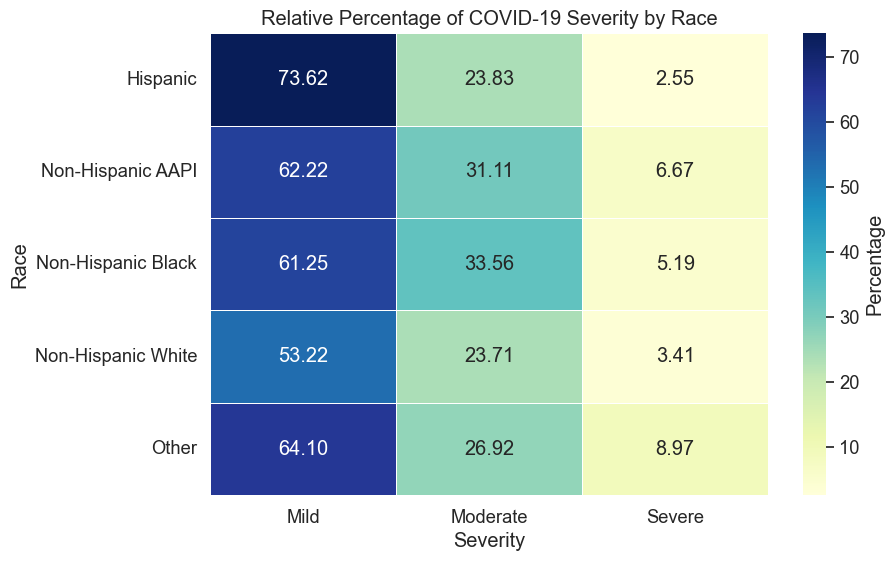 Relative Percentage of COVID-19 Severity by Race
Race
Hispanic 73.62 23.83 2.55
Non-Hispanic AAPI 62.22 31.11 6.67
Non-Hispanic Black 61.25 33.56 5.19
Non-Hispanic White 53.22 23.71 3.41
Other 64.10 26.92 8.97
Mild Moderate Severe
Severity
70
60
50
40
30
20
10
Percentage